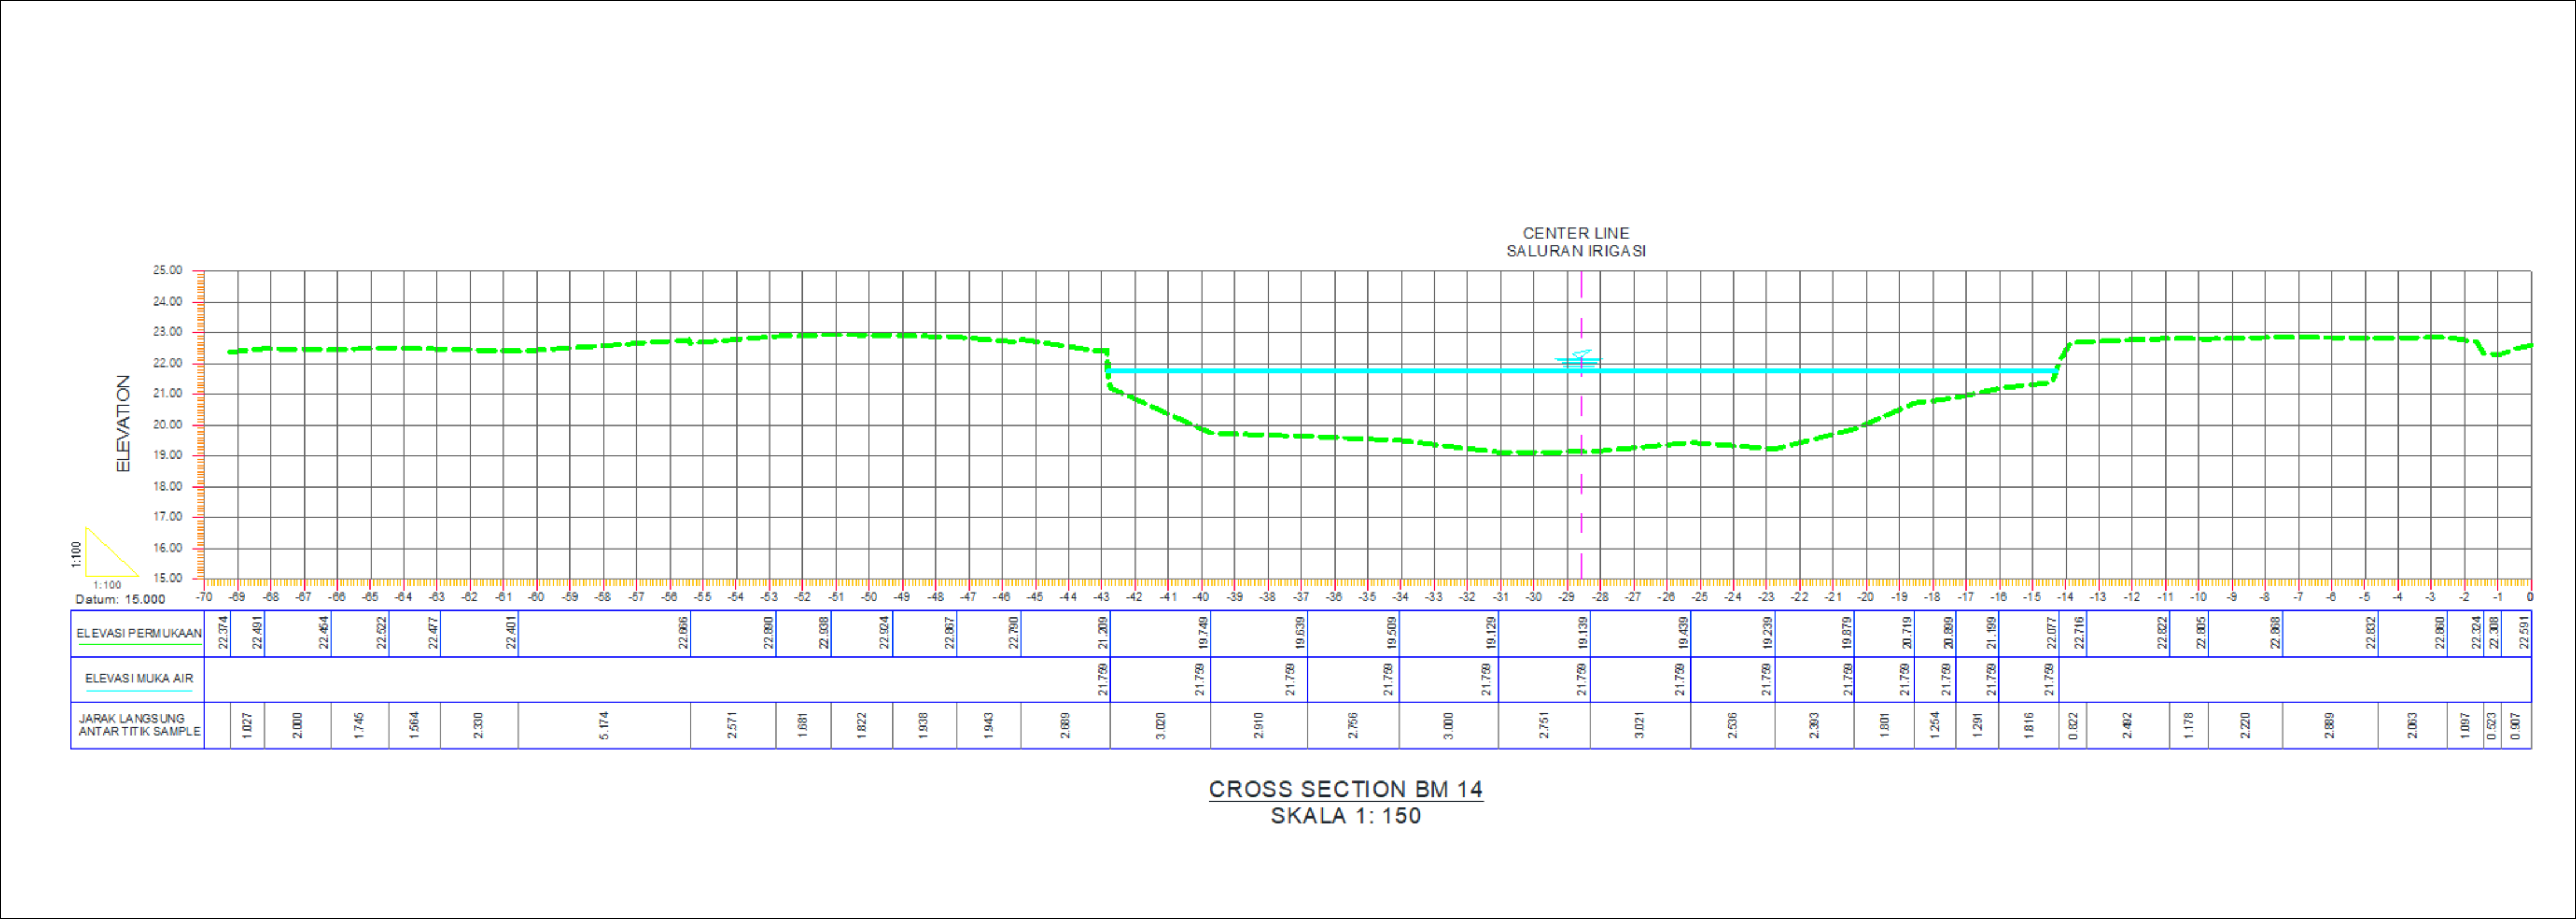 CENTER LINE
SALURAN IRIGASI
25.00
24.00
23.00
22.00
21.00
20.00
19.00
18.00
17.00
16.00
15.00
ELEVATION
1:100
1:100
Datum: 15.000
-70 -69 -67 -66 -65 -64 -63 -62 -61 -60 -59 -58 -57 -56 -55 -54 -53 -52 -51 -50 -49 -48 -47 -46 -45 -44 -43 -42 -41 -40 -39 -38 -37 -36 -35 -34 -33 -32 -31 -30 -29 -28 -27 -26 -25 -24 -23 -22 -21 -20 -19 -18 -17 -16 -15 -14 -13 -12 -11 -10 -9 -8 -7 -6 -5 -4 -3 -2 -1 0
ELEVASI PERMUKAAN 22.374 22.491 22.454 22.522 22.477 22.401 22.666 22.890 22.938 22.924 22.867 22.790 21.209 19.749 19.639 19.509 19.129 19.139 19.439 19.239 19.879 20.719 20.899 21.199 22.077 22.716 22.822 22.805 22.868 22.832 22.860 22.324 22.308 22.591
ELEVASI MUKA AIR 21.759 21.759 21.759 21.759 21.759 21.759 21.759 21.759 21.759 21.759 21.759 21.759 21.759
JARAK LANGSUNG
ANTAR TITIK SAMPLE
1.027 2.000 1.745 1.564 2.330 5.174 2.571 1.681 1.822 1.938 1.943 2.689 3.020 2.910 2.756 3.000 2.751 3.021 2.536 2.393 1.801 1.254 1.291 1.816 0.822 2.492 1.178 2.220 2.889 2.063 1.097 0.523 0.907
CROSS SECTION BM 14
SKALA 1: 150